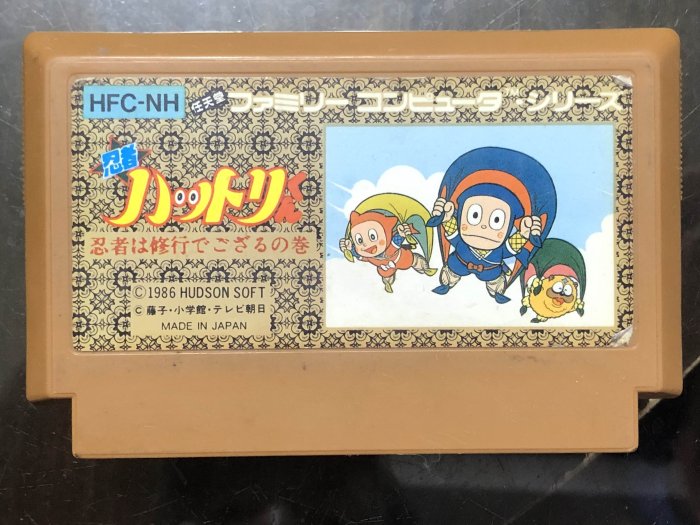 HFC-NH
任天堂 ファミリー コンピュータ™シリーズ
忍者
ハットリくん
忍者は修行でござるの巻
©1986 HUDSON SOFT
©藤子・小学館・テレビ朝日
MADE IN JAPAN